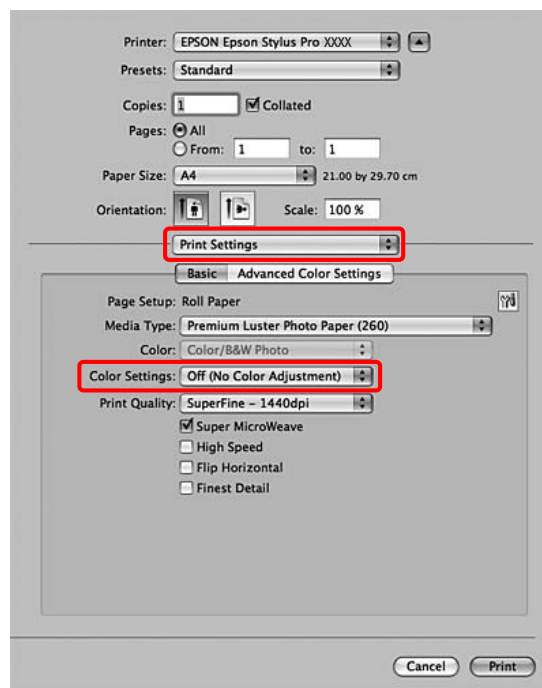 Printer: EPSON Epson Stylus Pro XXXX
Presets: Standard
Copies: 1 Collated
Pages: All
From: 1 to: 1
Paper Size: A4 21.00 by 29.70 cm
Orientation: Scale: 100 %
Print Settings
Basic Advanced Color Settings
Page Setup: Roll Paper
Media Type: Premium Luster Photo Paper (260)
Color: Color/B&W Photo
Color Settings: Off (No Color Adjustment)
Print Quality: SuperFine – 1440dpi
Super MicroWeave
High Speed
Flip Horizontal
Finest Detail
Cancel Print